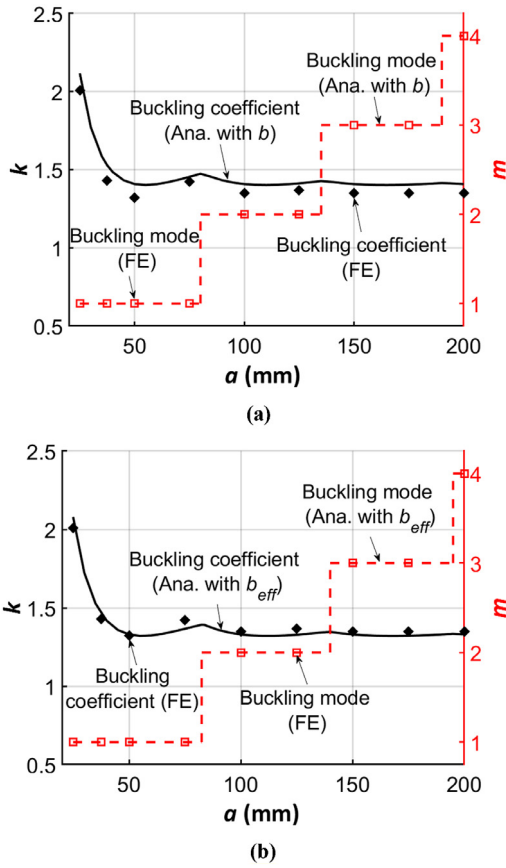 2.5
2
1.5
1
0.5
k
4
3
2
1
m
Buckling mode
(Ana. with b)
Buckling coefficient
(Ana. with b)
Buckling mode
(FE)
Buckling coefficient
(FE)
50
100
150
200
a (mm)
(a)
2.5
2
1.5
1
0.5
k
4
3
2
1
m
Buckling mode
(Ana. with beff)
Buckling coefficient
(Ana. with beff)
Buckling
coefficient (FE)
Buckling mode
(FE)
50
100
150
200
a (mm)
(b)